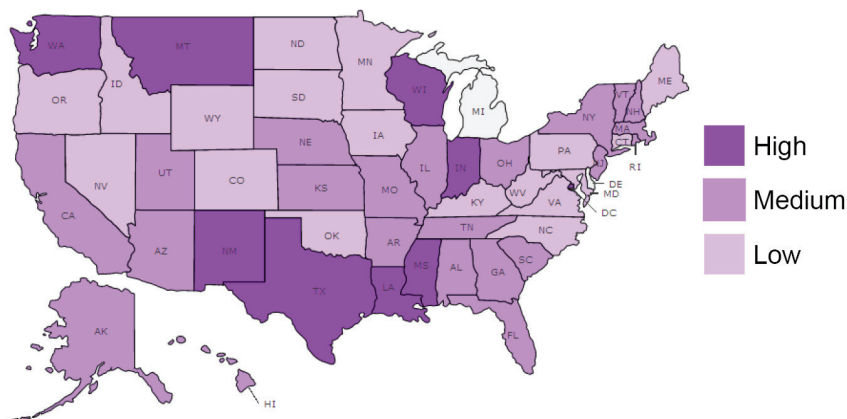 WA
MT
ND
MN
ME
ID
WI
VT
NH
OR
SD
NY
WY
MI
MA
CT
RI
IA
PA
NE
NJ
NV
IL
IN
OH
UT
DE
CO
WV
MD
CA
KS
MO
KY
VA
DC
NC
TN
OK
AZ
NM
AR
SC
MS
AL
GA
TX
LA
FL
AK
HI
High
Medium
Low